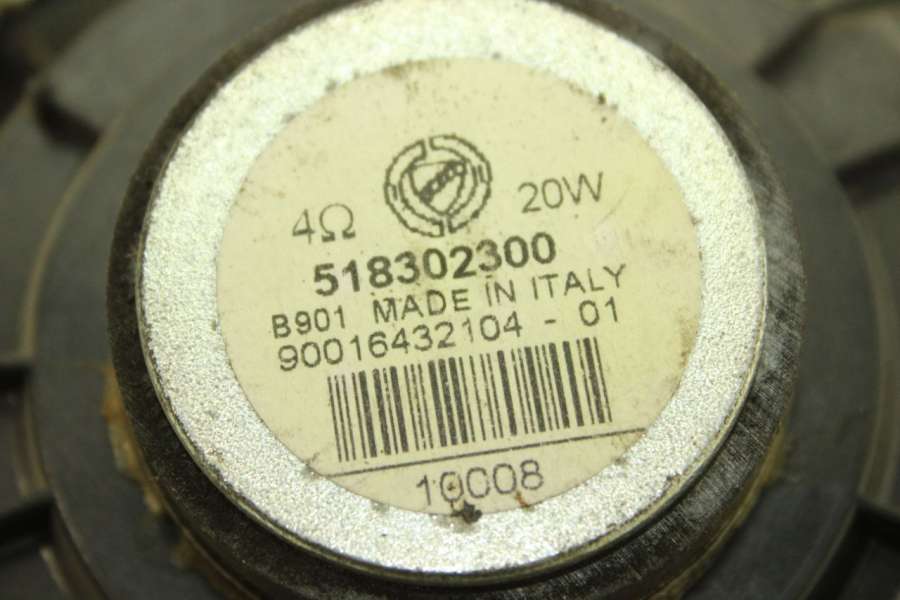 4Ω 20W
518302300
B901 MADE IN ITALY
90016432104 - 01
10008